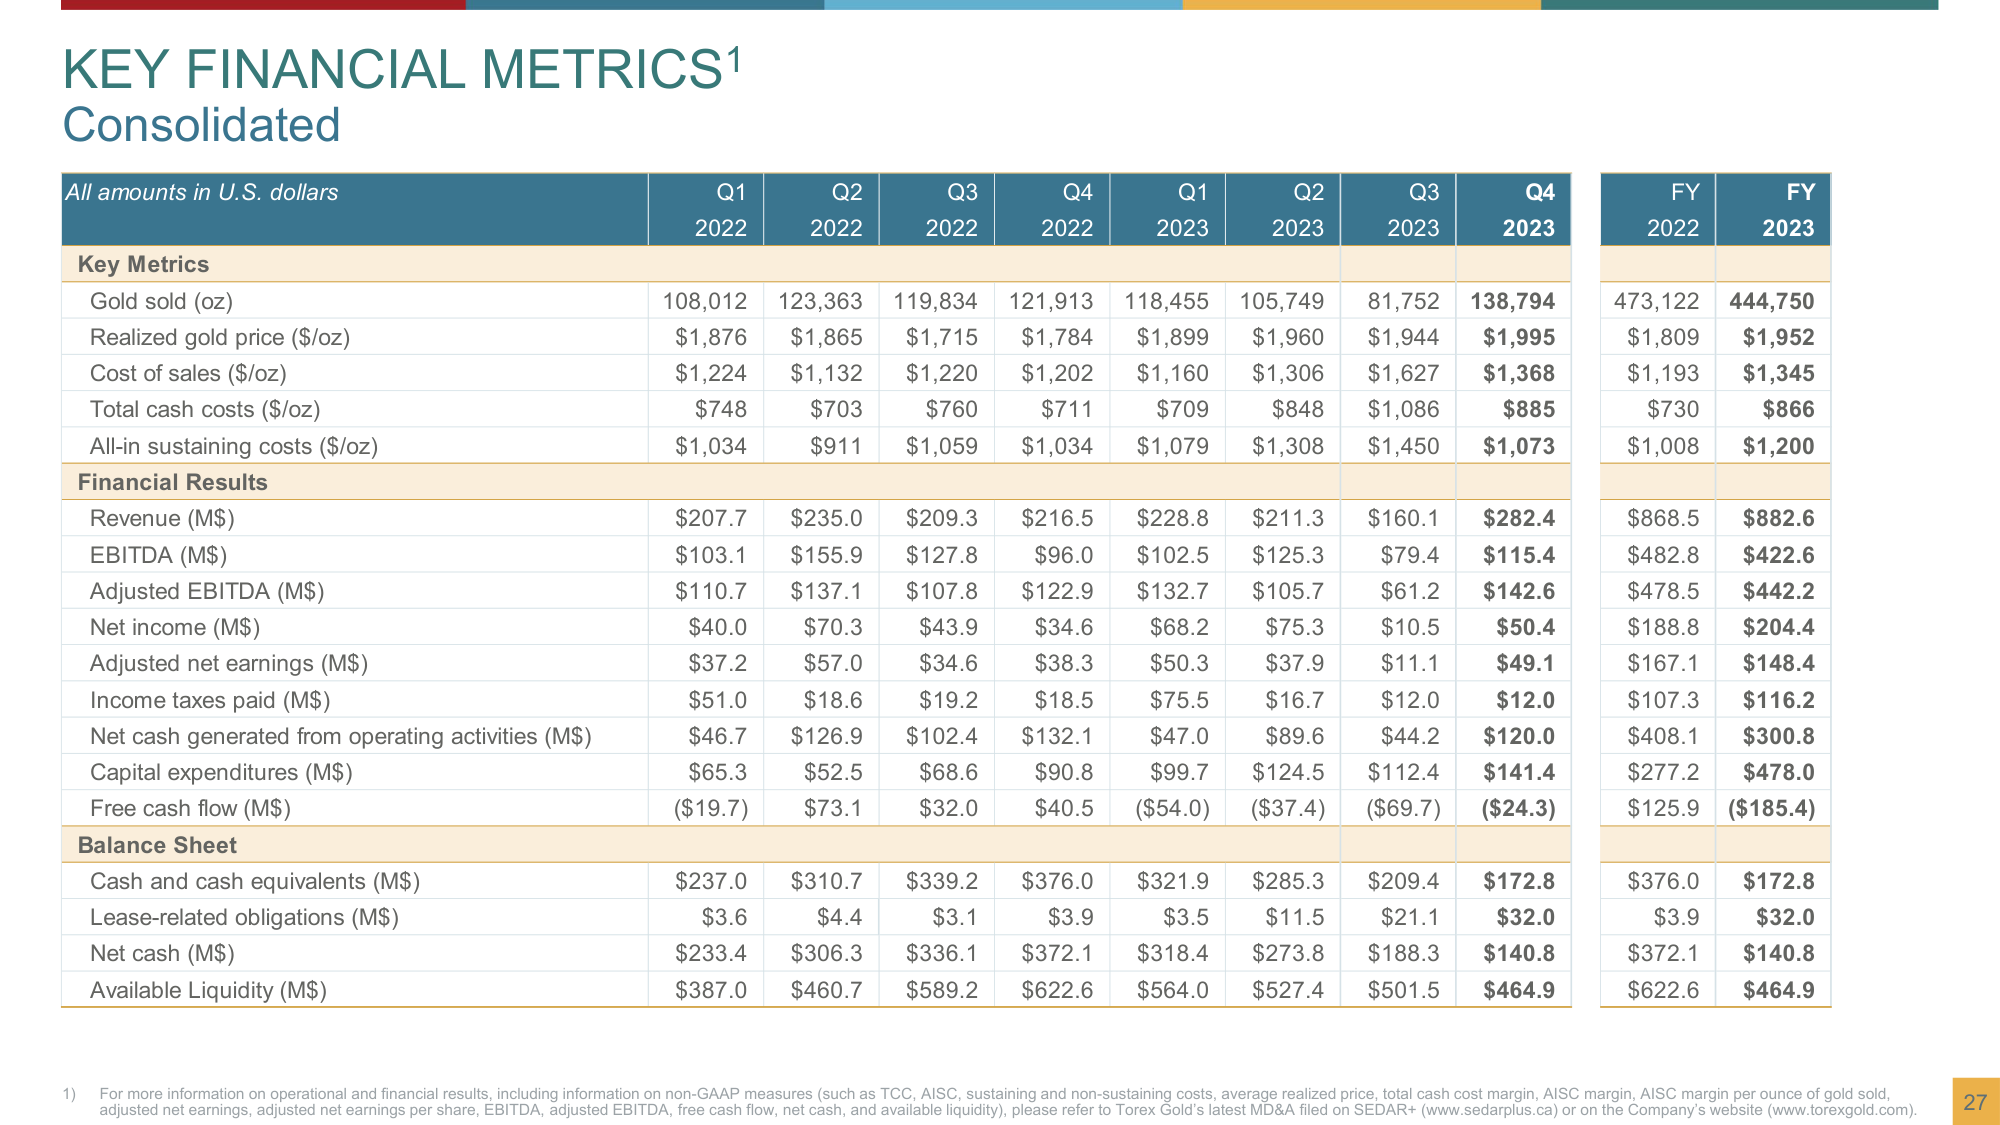 KEY FINANCIAL METRICS1
Consolidated
All amounts in U.S. dollars Q1 2022 Q2 2022 Q3 2022 Q4 2022 Q1 2023 Q2 2023 Q3 2023 Q4 2023 FY 2022 FY 2023
Key Metrics
Gold sold (oz) 108,012 123,363 119,834 121,913 118,455 105,749 81,752 138,794 473,122 444,750
Realized gold price ($/oz) $1,876 $1,865 $1,715 $1,784 $1,899 $1,960 $1,944 $1,995 $1,809 $1,952
Cost of sales ($/oz) $1,224 $1,132 $1,220 $1,202 $1,160 $1,306 $1,627 $1,368 $1,193 $1,345
Total cash costs ($/oz) $748 $703 $760 $711 $709 $848 $1,086 $885 $730 $866
All-in sustaining costs ($/oz) $1,034 $911 $1,059 $1,034 $1,079 $1,308 $1,450 $1,073 $1,008 $1,200
Financial Results
Revenue (M$) $207.7 $235.0 $209.3 $216.5 $228.8 $211.3 $160.1 $282.4 $868.5 $882.6
EBITDA (M$) $103.1 $155.9 $127.8 $96.0 $102.5 $125.3 $79.4 $115.4 $482.8 $422.6
Adjusted EBITDA (M$) $110.7 $137.1 $107.8 $122.9 $132.7 $105.7 $61.2 $142.6 $478.5 $442.2
Net income (M$) $40.0 $70.3 $43.9 $34.6 $68.2 $75.3 $10.5 $50.4 $188.8 $204.4
Adjusted net earnings (M$) $37.2 $57.0 $34.6 $38.3 $50.3 $37.9 $11.1 $49.1 $167.1 $148.4
Income taxes paid (M$) $51.0 $18.6 $19.2 $18.5 $75.5 $16.7 $12.0 $12.0 $107.3 $116.2
Net cash generated from operating activities (M$) $46.7 $126.9 $102.4 $132.1 $47.0 $89.6 $44.2 $120.0 $408.1 $300.8
Capital expenditures (M$) $65.3 $52.5 $68.6 $90.8 $99.7 $124.5 $112.4 $141.4 $277.2 $478.0
Free cash flow (M$) ($19.7) $73.1 $32.0 $40.5 ($54.0) ($37.4) ($69.7) ($24.3) $125.9 ($185.4)
Balance Sheet
Cash and cash equivalents (M$) $237.0 $310.7 $339.2 $376.0 $321.9 $285.3 $209.4 $172.8 $376.0 $172.8
Lease-related obligations (M$) $3.6 $4.4 $3.1 $3.9 $3.5 $11.5 $21.1 $32.0 $3.9 $32.0
Net cash (M$) $233.4 $306.3 $336.1 $372.1 $318.4 $273.8 $188.3 $140.8 $372.1 $140.8
Available Liquidity (M$) $387.0 $460.7 $589.2 $622.6 $564.0 $527.4 $501.5 $464.9 $622.6 $464.9
1) For more information on operational and financial results, including information on non-GAAP measures (such as TCC, AISC, sustaining and non-sustaining costs, average realized price, total cash cost margin, AISC margin, AISC margin per ounce of gold sold,
adjusted net earnings, adjusted net earnings per share, EBITDA, adjusted EBITDA, free cash flow, net cash, and available liquidity), please refer to Torex Gold's latest MD&A filed on SEDAR+ (www.sedarplus.ca) or on the Company's website (www.torexgold.com).
27